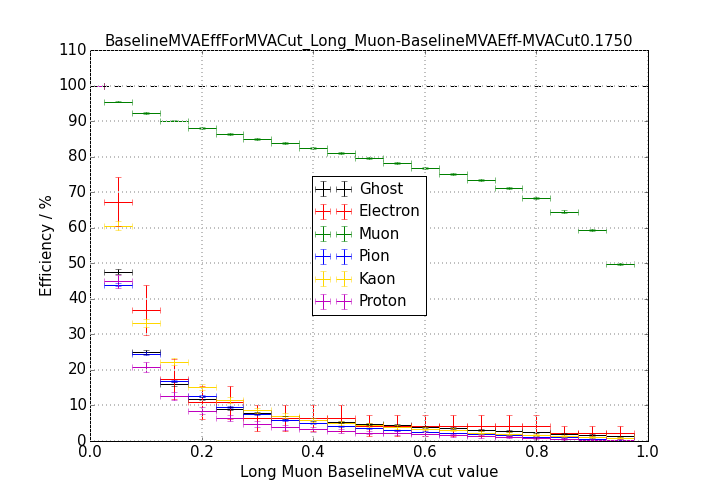 BaselineMVAEffForMVACut_Long_Muon-BaselineMVAEff-MVACut0.1750
110
100
90
80
70
60
50
40
30
20
10
0
Efficiency / %
Ghost
Electron
Muon
Pion
Kaon
Proton
0.0 0.2 0.4 0.6 0.8 1.0
Long Muon BaselineMVA cut value